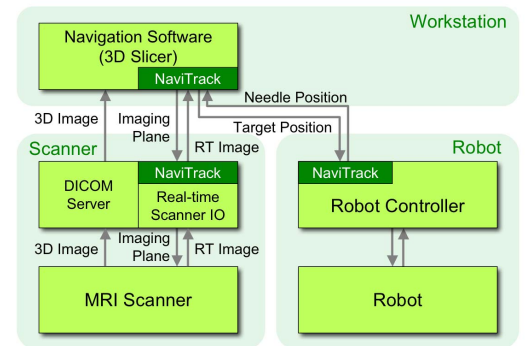 Workstation
Navigation Software
(3D Slicer)
NaviTrack
Needle Position
3D Image
Imaging
Plane
Target Position
RT Image
Scanner
Robot
DICOM
Server
NaviTrack
Real-time
Scanner IO
NaviTrack
Robot Controller
3D Image
Imaging
Plane
RT Image
MRI Scanner
Robot